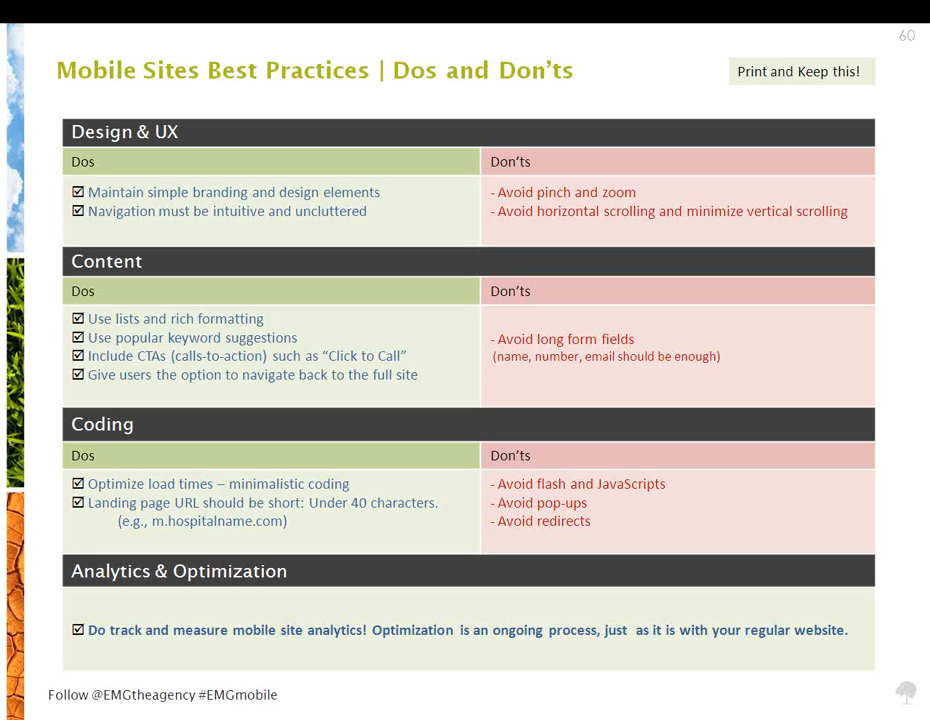 60
Mobile Sites Best Practices | Dos and Don'ts
Print and Keep this!
Design & UX
Dos
Don'ts
Maintain simple branding and design elements
Navigation must be intuitive and uncluttered
- Avoid pinch and zoom
- Avoid horizontal scrolling and minimize vertical scrolling
Content
Dos
Don'ts
Use lists and rich formatting
Use popular keyword suggestions
Include CTAs (calls-to-action) such as "Click to Call"
Give users the option to navigate back to the full site
- Avoid long form fields
(name, number, email should be enough)
Coding
Dos
Don'ts
Optimize load times – minimalistic coding
Landing page URL should be short: Under 40 characters.
(e.g., m.hospitalname.com)
- Avoid flash and JavaScripts
- Avoid pop-ups
- Avoid redirects
Analytics & Optimization
Do track and measure mobile site analytics! Optimization is an ongoing process, just as it is with your regular website.
Follow @EMGtheagency #EMGmobile